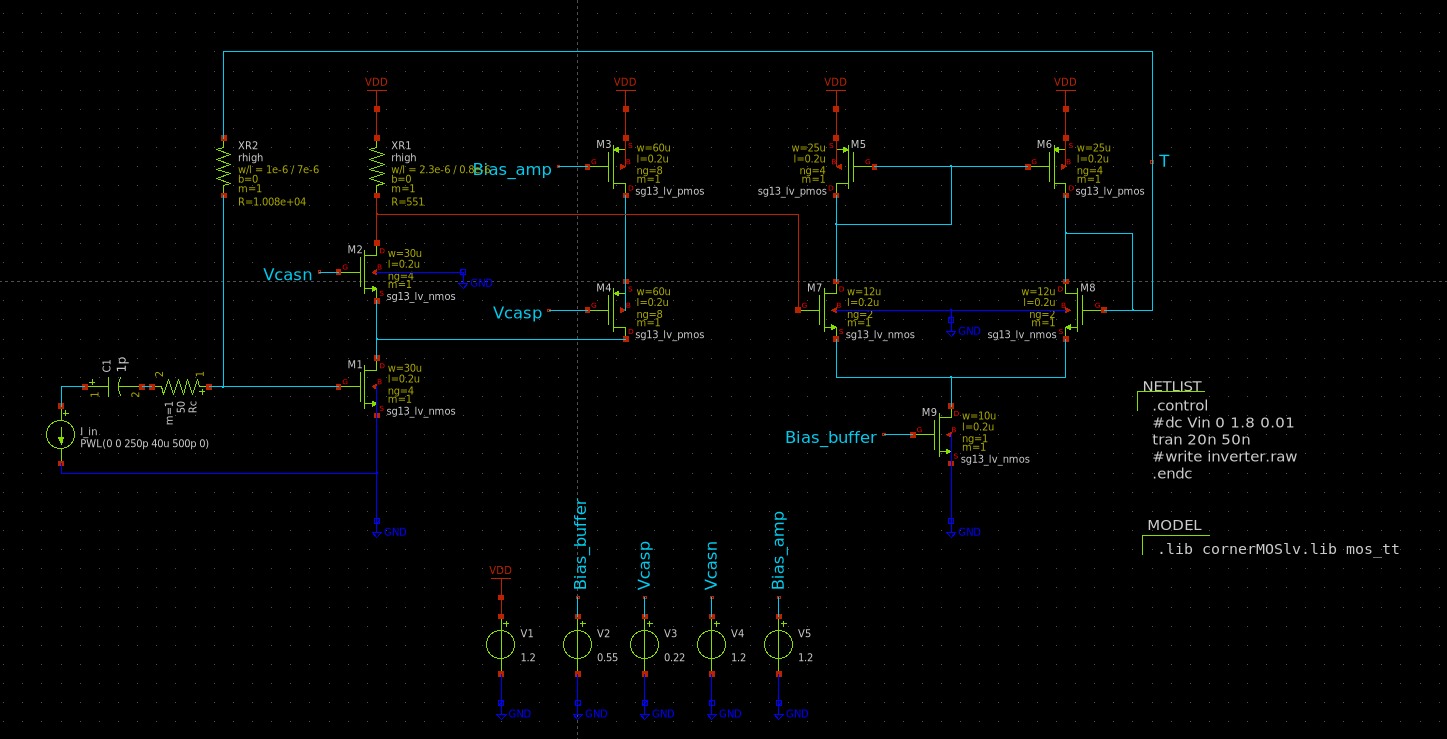 VDD
VDD
VDD
VDD
XR2
rhigh
w/l = 1e-6 / 7e-6
b=0
m=1
R=1.008e+04
XR1
rhigh
b=0
m=1
R=551
Bias_amp
M3
G
S
B
D
w=60u
l=0.2u
ng=8
m=1
sg13_lv_pmos
M5
G
S
B
D
w=25u
l=0.2u
ng=4
m=1
sg13_lv_pmos
M6
G
S
B
D
w=25u
l=0.2u
ng=4
m=1
sg13_lv_pmos
T
Vcasn
M2
G
D
B
S
w=30u
l=0.2u
ng=4
m=1
sg13_lv_nmos
GND
Vcasp
M4
G
S
B
D
w=60u
l=0.2u
ng=8
m=1
sg13_lv_pmos
M7
G
D
B
S
w=12u
l=0.2u
ng=2
m=1
sg13_lv_nmos
GND
M8
G
D
B
S
w=12u
l=0.2u
ng=2
m=1
sg13_lv_nmos
C1
1p
1
2
2
1
m=1
50
Rc
M1
G
D
B
S
w=30u
l=0.2u
ng=4
m=1
sg13_lv_nmos
I_in
PWL(0 0 250p 40u 500p 0)
GND
Bias_buffer
M9
G
D
B
S
w=10u
l=0.2u
ng=1
m=1
sg13_lv_nmos
GND
NETLIST
.control
#dc Vin 0 1.8 0.01
tran 20n 50n
#write inverter.raw
.endc
MODEL
.lib cornerMOSlv.lib mos_tt
VDD
V1
1.2
GND
Bias_buffer
V2
0.55
GND
Vcasp
V3
0.22
GND
Vcasn
V4
1.2
GND
Bias_amp
V5
1.2
GND